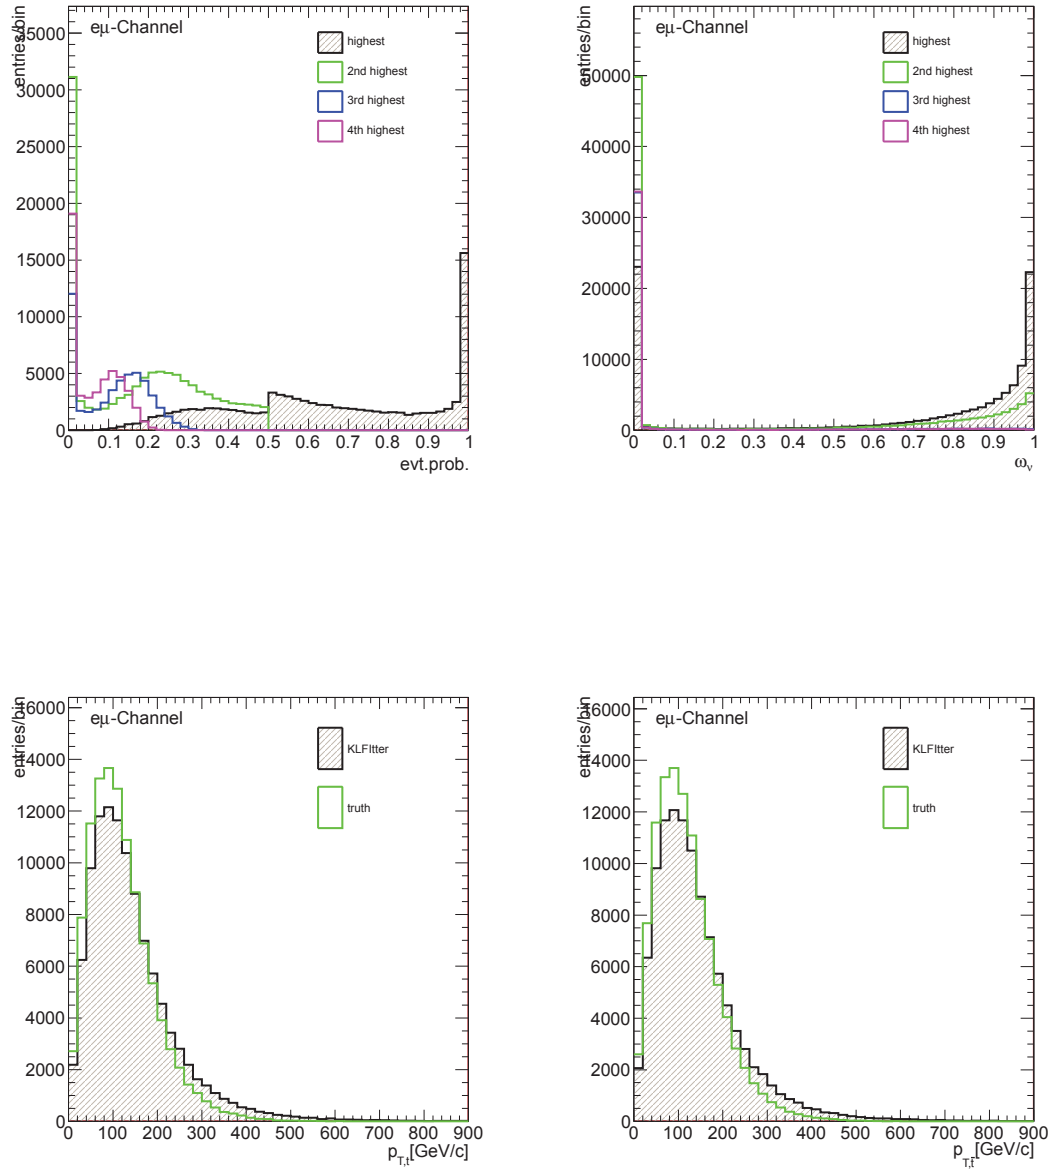 entries/bin
eμ-Channel
highest
2nd highest
3rd highest
4th highest
35000
30000
25000
20000
15000
10000
5000
0
0 0.1 0.2 0.3 0.4 0.5 0.6 0.7 0.8 0.9 1
evt.prob.
entries/bin
eμ-Channel
highest
2nd highest
3rd highest
4th highest
50000
40000
30000
20000
10000
0
0 0.1 0.2 0.3 0.4 0.5 0.6 0.7 0.8 0.9 1
ων
entries/bin
eμ-Channel
KLFItter
truth
16000
14000
12000
10000
8000
6000
4000
2000
0
0 100 200 300 400 500 600 700 800 900
pT,t[GeV/c]
entries/bin
eμ-Channel
KLFItter
truth
16000
14000
12000
10000
8000
6000
4000
2000
0
0 100 200 300 400 500 600 700 800 900
pT,t̄[GeV/c]